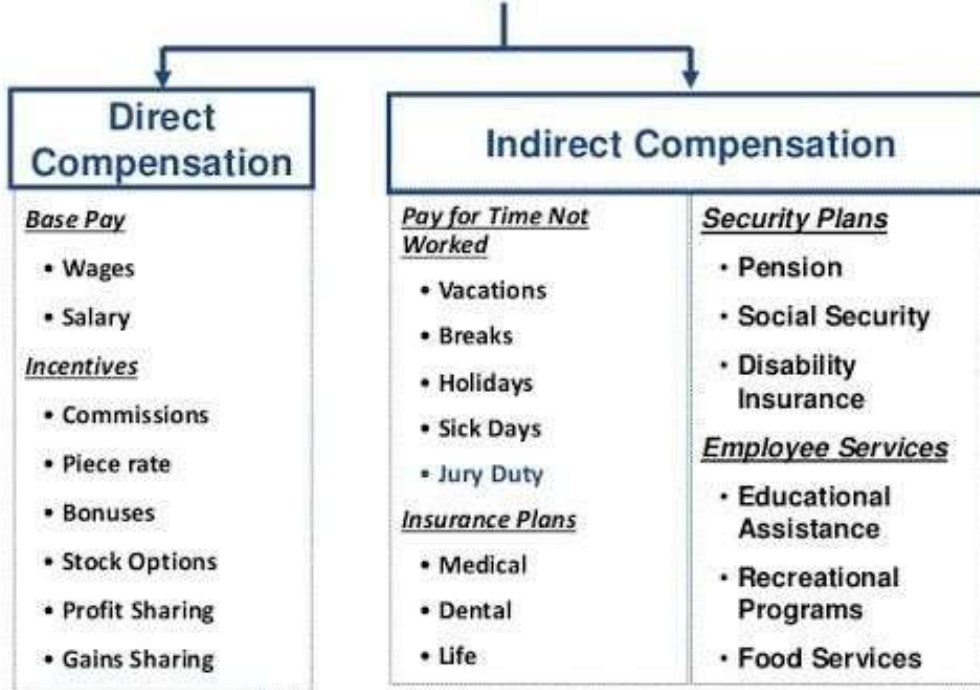 Direct
Compensation
Base Pay
• Wages
• Salary
Incentives
• Commissions
• Piece rate
• Bonuses
• Stock Options
• Profit Sharing
• Gains Sharing
Indirect Compensation
Pay for Time Not
Worked
• Vacations
• Breaks
• Holidays
• Sick Days
• Jury Duty
Insurance Plans
• Medical
• Dental
• Life
Security Plans
• Pension
• Social Security
• Disability
Insurance
Employee Services
• Educational
Assistance
• Recreational
Programs
• Food Services